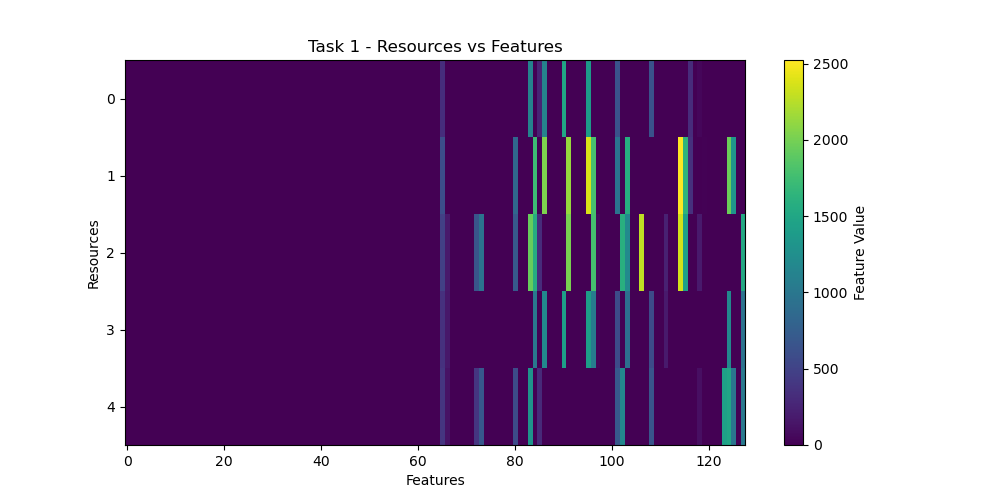 Task 1 - Resources vs Features
0
1
2
3
4
Resources
0 20 40 60 80 100 120
Features
2500
2000
1500
1000
500
0
Feature Value